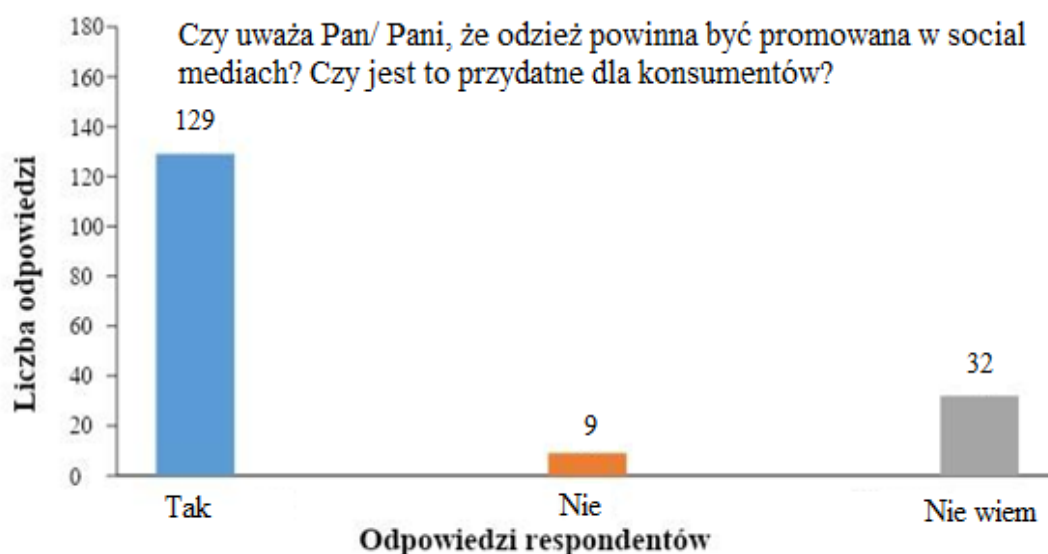 Czy uważa Pan/ Pani, że odzież powinna być promowana w social
mediach? Czy jest to przydatne dla konsumentów?
Liczba odpowiedzi
180
160
140
120
100
80
60
40
20
0
129
9
32
Tak
Nie
Nie wiem
Odpowiedzi respondentów